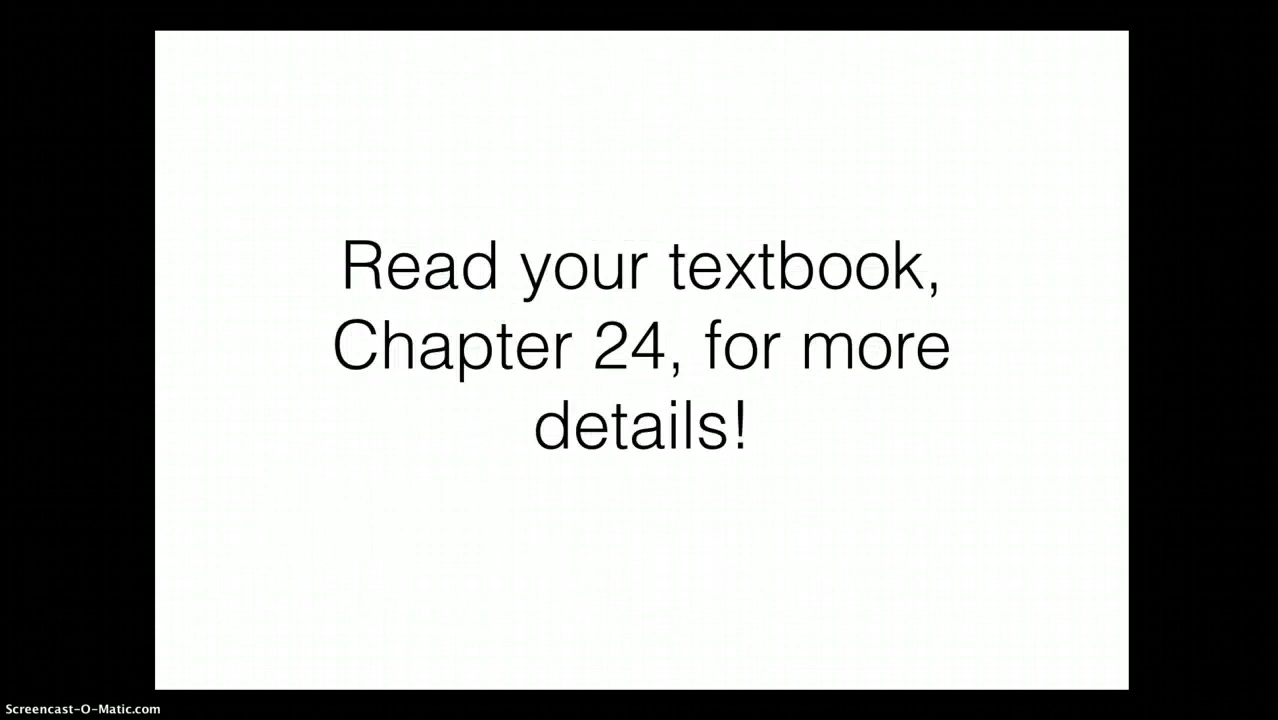 Read your textbook,
Chapter 24, for more
details!
Screencast-O-Matic.com